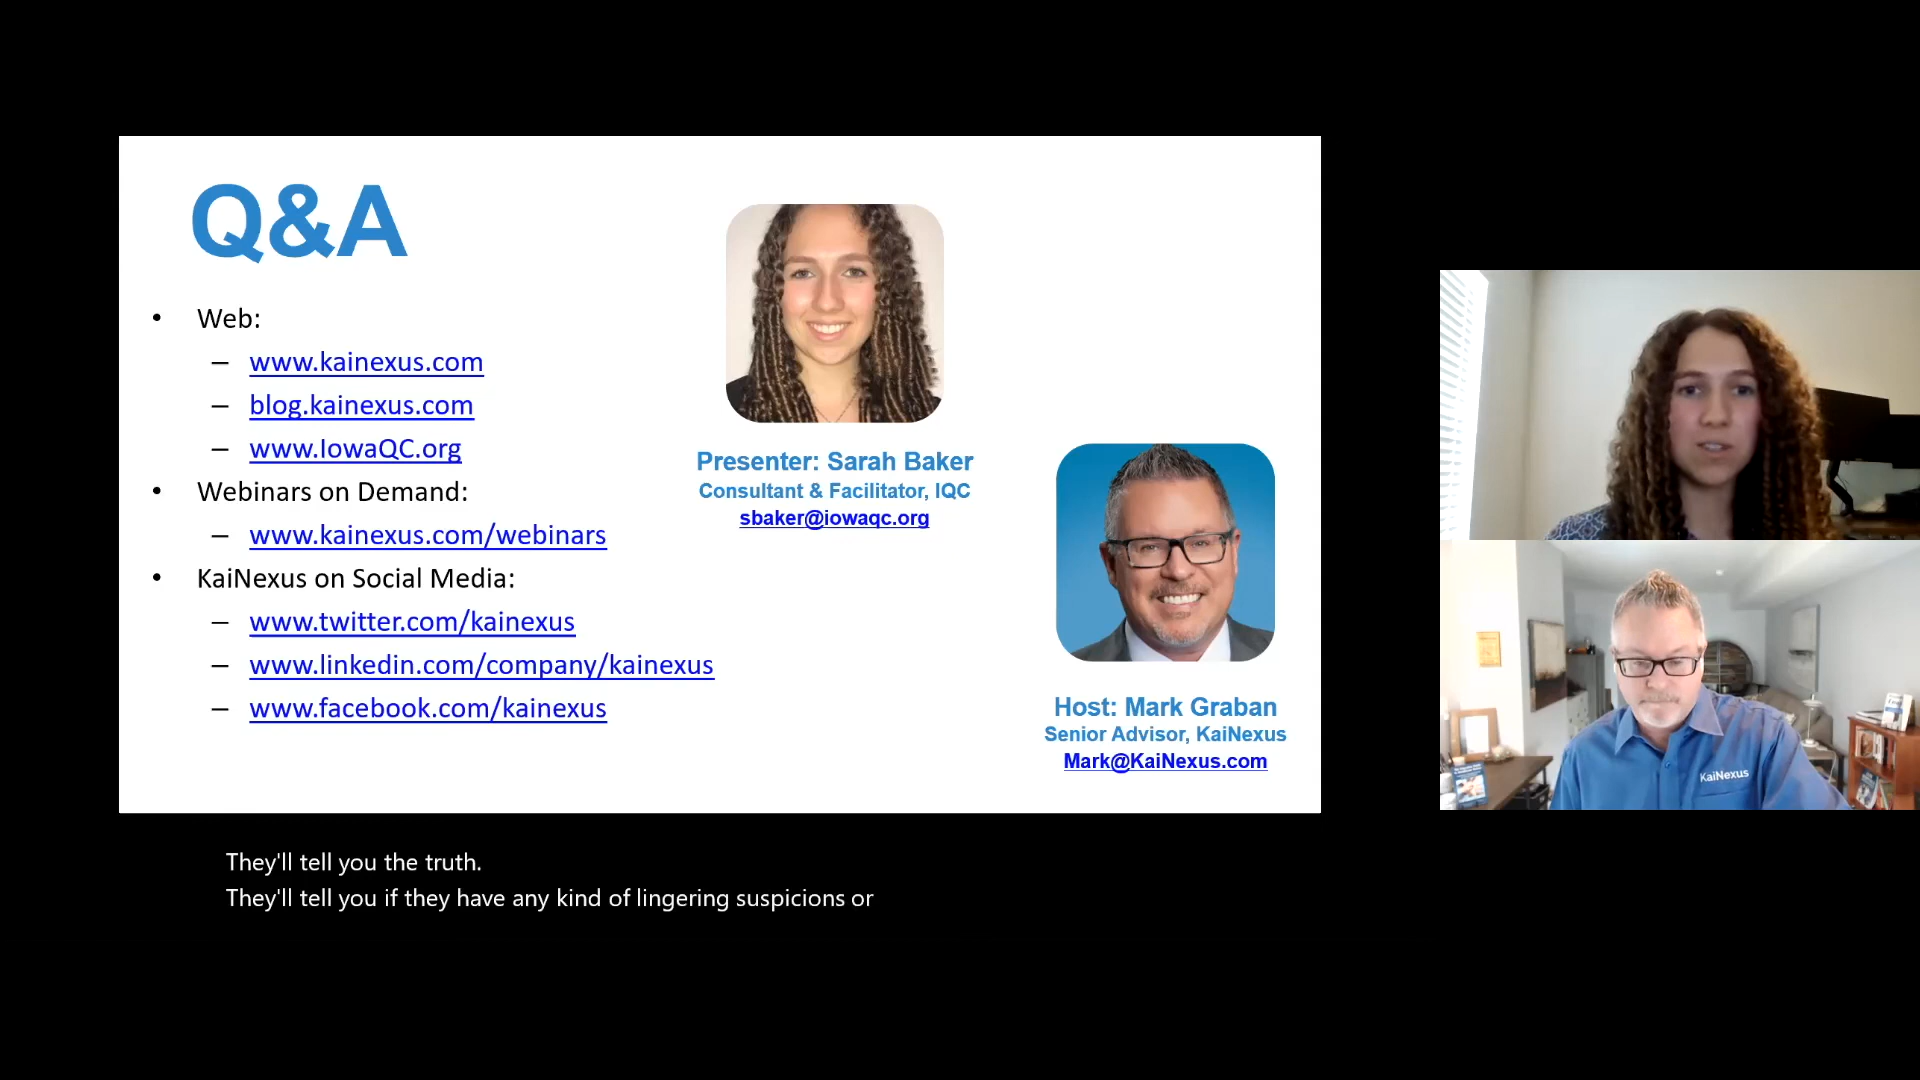 Q&A
• Web:
– www.kainexus.com
– blog.kainexus.com
– www.IowaQC.org
• Webinars on Demand:
– www.kainexus.com/webinars
• KaiNexus on Social Media:
– www.twitter.com/kainexus
– www.linkedin.com/company/kainexus
– www.facebook.com/kainexus
Presenter: Sarah Baker
Consultant & Facilitator, IQC
sbaker@iowaqc.org
Host: Mark Graban
Senior Advisor, KaiNexus
Mark@KaiNexus.com
KaiNexus
They'll tell you the truth.
They'll tell you if they have any kind of lingering suspicions or